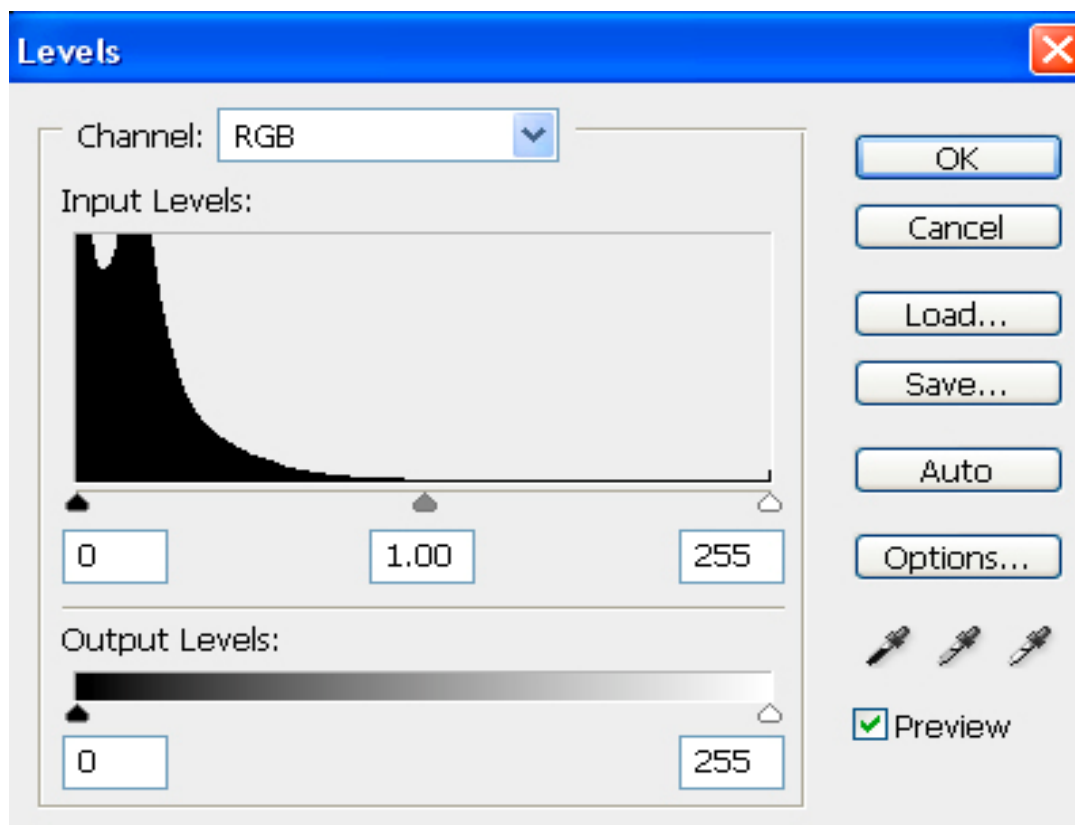 Levels
Channel: RGB
Input Levels:
0 1.00 255
Output Levels:
0 255
OK
Cancel
Load...
Save...
Auto
Options...
Preview